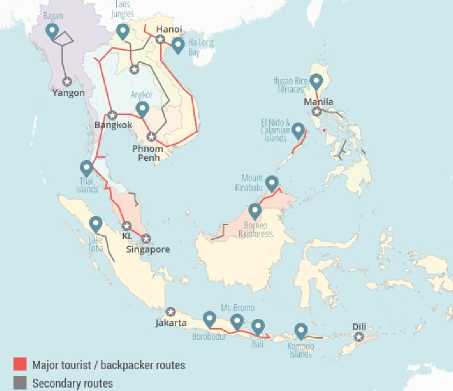 Bagan
Laos
Jungles
Hanoi
Ha Long
Bay
Yangon
Angkor
Bangkok
Phnom
Penh
Ifugao Rice
Terraces
Manila
El Nido &
Calamian
Islands
Thai
Islands
Mount
Kinabalu
KL
Singapore
Borneo
Rainforests
Lake
Toba
Jakarta
Mt. Bromo
Borobodur
Bali
Komodo
Islands
Dili
Major tourist / backpacker routes
Secondary routes